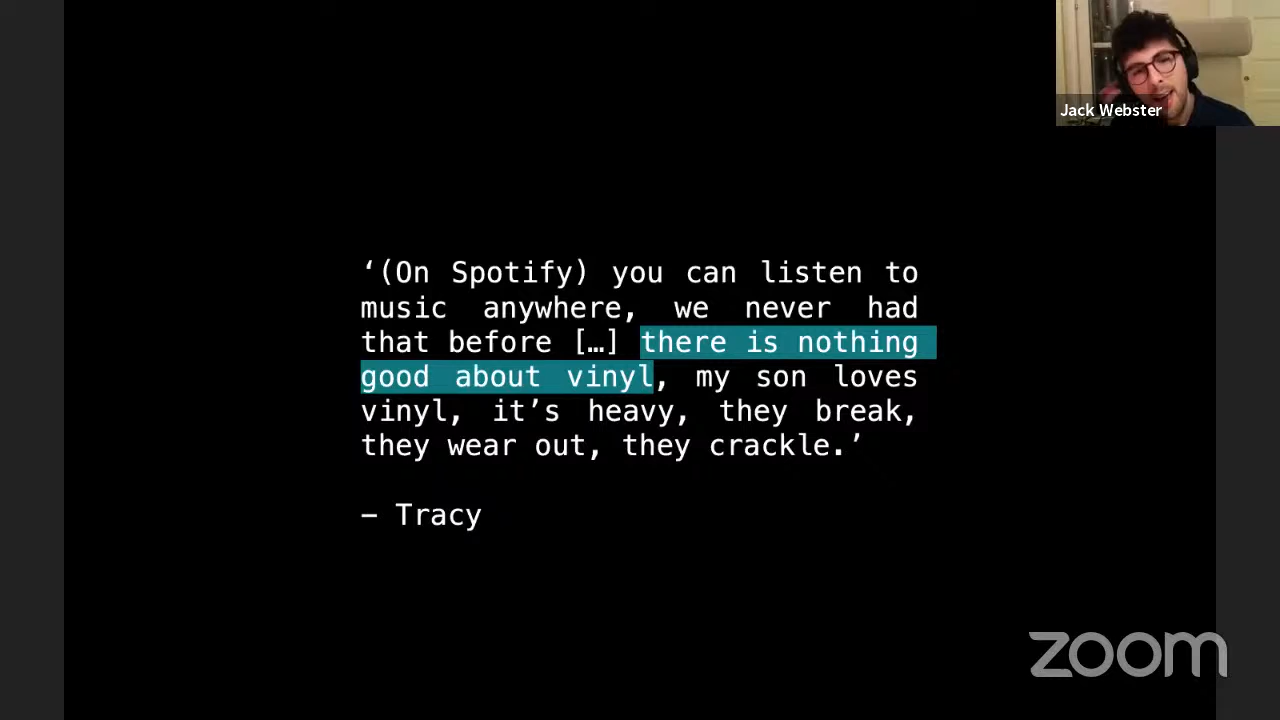 Jack Webster
‘(On Spotify) you can listen to
music anywhere, we never had
that before […] there is nothing
good about vinyl, my son loves
vinyl, it’s heavy, they break,
they wear out, they crackle.’
– Tracy
zoom